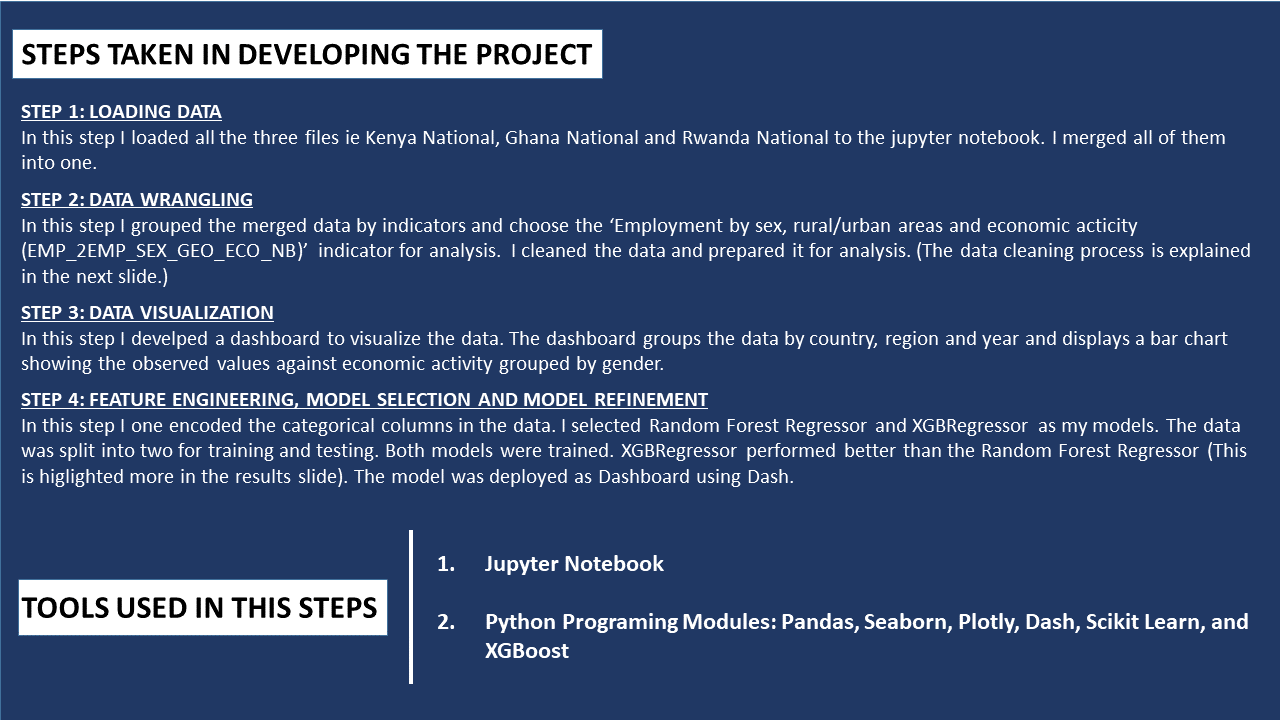 STEPS TAKEN IN DEVELOPING THE PROJECT
STEP 1: LOADING DATA
In this step I loaded all the three files ie Kenya National, Ghana National and Rwanda National to the jupyter notebook. I merged all of them
into one.
STEP 2: DATA WRANGLING
In this step I grouped the merged data by indicators and choose the ‘Employment by sex, rural/urban areas and economic acticity
(EMP_2EMP_SEX_GEO_ECO_NB)’ indicator for analysis. I cleaned the data and prepared it for analysis. (The data cleaning process is explained
in the next slide.)
STEP 3: DATA VISUALIZATION
In this step I develped a dashboard to visualize the data. The dashboard groups the data by country, region and year and displays a bar chart
showing the observed values against economic activity grouped by gender.
STEP 4: FEATURE ENGINEERING, MODEL SELECTION AND MODEL REFINEMENT
In this step I one encoded the categorical columns in the data. I selected Random Forest Regressor and XGBRegressor as my models. The data
was split into two for training and testing. Both models were trained. XGBRegressor performed better than the Random Forest Regressor (This
is higlighted more in the results slide). The model was deployed as Dashboard using Dash.
TOOLS USED IN THIS STEPS
1. Jupyter Notebook
2. Python Programing Modules: Pandas, Seaborn, Plotly, Dash, Scikit Learn, and
XGBoost